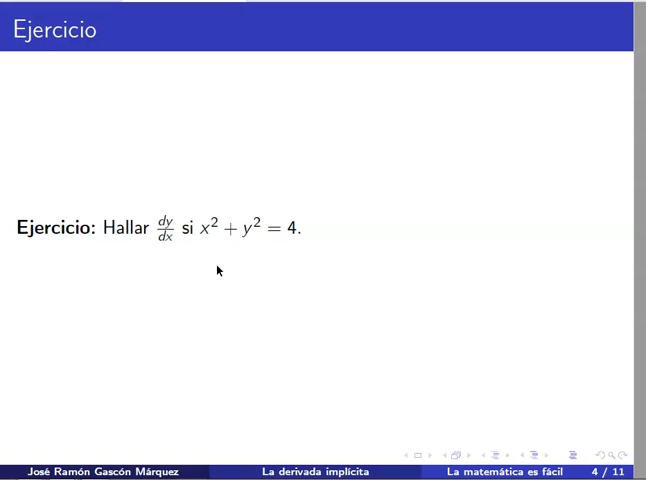 Ejercicio
Ejercicio: Hallar dy/dx si x² + y² = 4.
José Ramón Gascón Márquez La derivada implícita La matemática es fácil 4 / 11